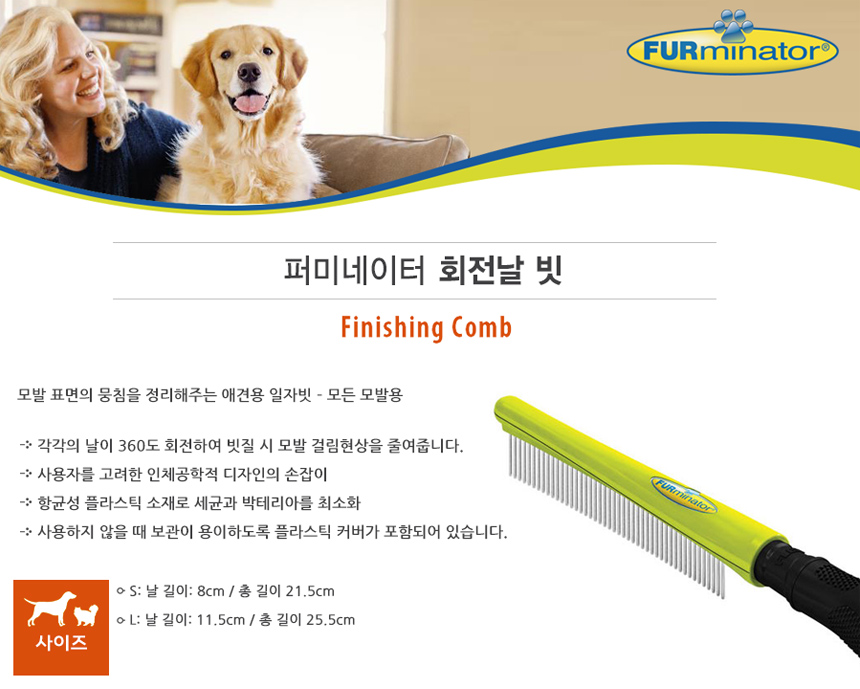 FURminator®
퍼미네이터 회전날 빗
Finishing Comb
모발 표면의 뭉침을 정리해주는 애견용 일자빗 - 모든 모발용
각각의 날이 360도 회전하여 빗질 시 모발 걸림현상을 줄여줍니다.
사용자를 고려한 인체공학적 디자인의 손잡이
항균성 플라스틱 소재로 세균과 박테리아를 최소화
사용하지 않을 때 보관이 용이하도록 플라스틱 커버가 포함되어 있습니다.
FURminator
사이즈
S: 날 길이: 8cm / 총 길이 21.5cm
L: 날 길이: 11.5cm / 총 길이 25.5cm